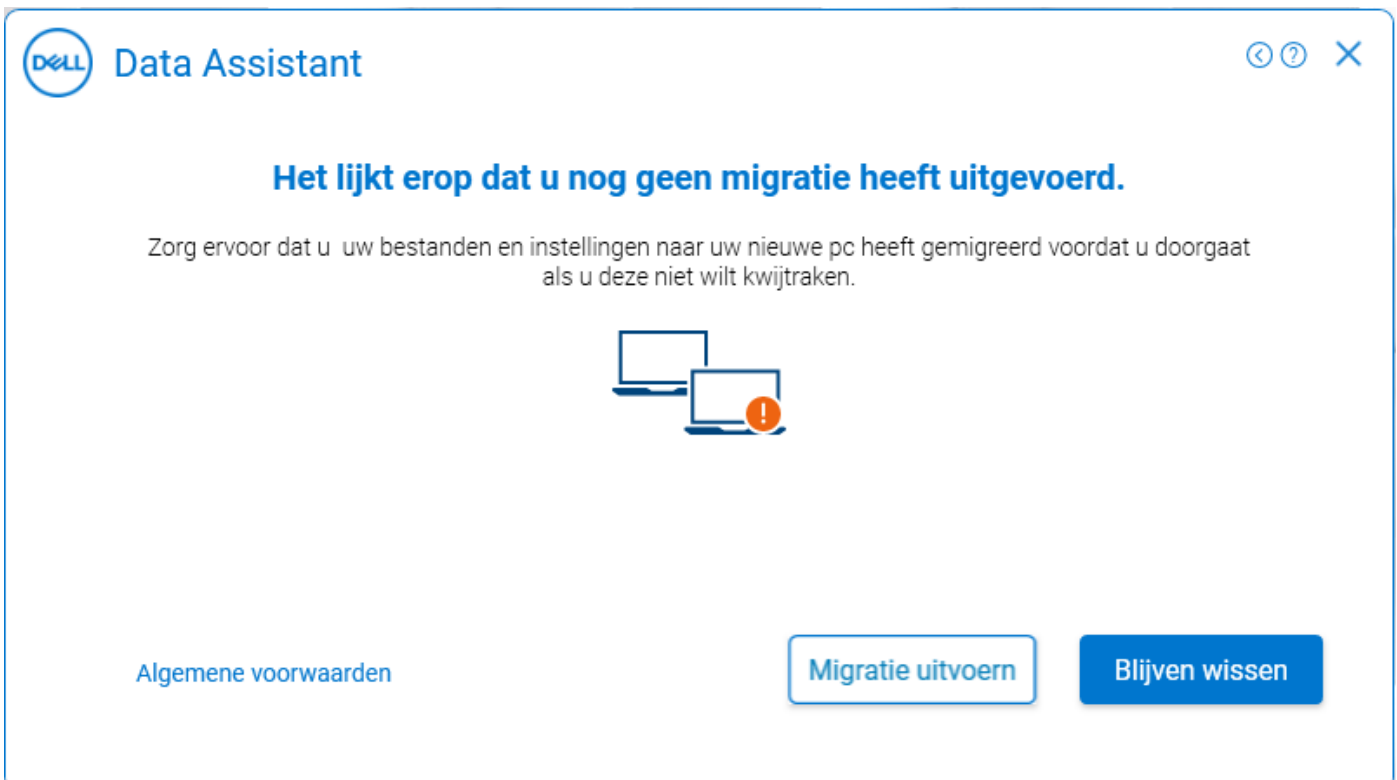 DELL
Data Assistant
Het lijkt erop dat u nog geen migratie heeft uitgevoerd.
Zorg ervoor dat u  uw bestanden en instellingen naar uw nieuwe pc heeft gemigreerd voordat u doorgaat
als u deze niet wilt kwijtraken.
Algemene voorwaarden
Migratie uitvoern
Blijven wissen